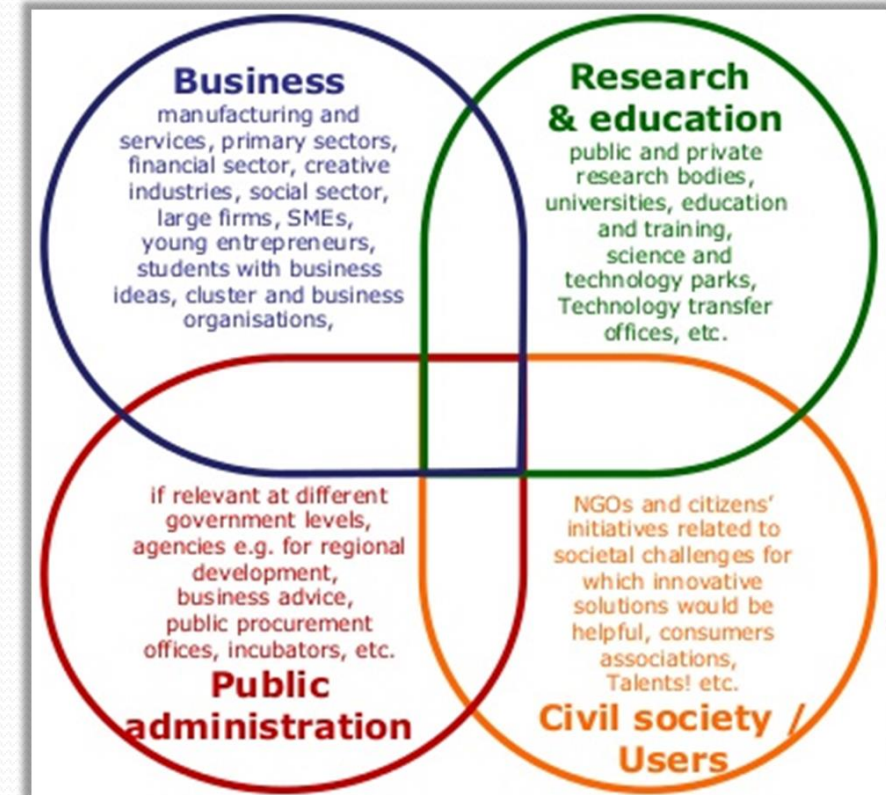 Business
manufacturing and
services, primary sectors,
financial sector, creative
industries, social sector,
large firms, SMEs,
young entrepreneurs,
students with business
ideas, cluster and business
organisations,
Research
& education
public and private
research bodies,
universities, education
and training,
science and
technology parks,
Technology transfer
offices, etc.
if relevant at different
government levels,
agencies e.g. for regional
development,
business advice,
public procurement
offices, incubators, etc.
Public
administration
NGOs and citizens’
initiatives related to
societal challenges for
which innovative
solutions would be
helpful, consumers
associations,
Talents! etc.
Civil society /
Users